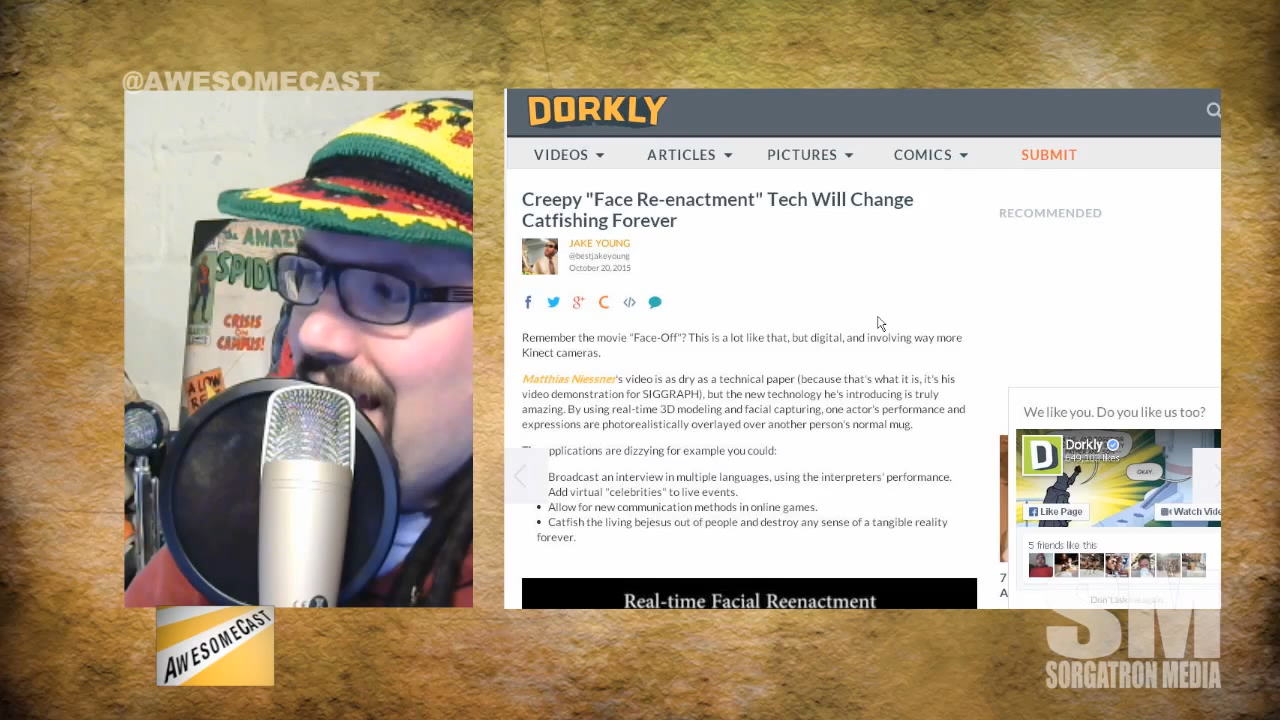 @AWESOMECAST
the AMAZI
SPID
CRISIS
ON
CAMPUS!
A LOW
AWESOMECAST
DORKLY
VIDEOS
ARTICLES
PICTURES
COMICS
SUBMIT
Creepy "Face Re-enactment" Tech Will Change
Catfishing Forever
JAKE YOUNG
@bestjakeyoung
October 20, 2015
Remember the movie "Face-Off"? This is a lot like that, but digital, and involving way more
Kinect cameras.
Matthias Niessner's video is as dry as a technical paper (because that's what it is, it's his
video demonstration for SIGGRAPH), but the new technology he's introducing is truly
amazing. By using real-time 3D modeling and facial capturing, one actor's performance and
expressions are photorealistically overlayed over another person's normal mug.
pplications are dizzying for example you could:
Broadcast an interview in multiple languages, using the interpreters' performance.
Add virtual "celebrities" to live events.
• Allow for new communication methods in online games.
• Catfish the living bejesus out of people and destroy any sense of a tangible reality
forever.
Real-time Facial Reenactment
RECOMMENDED
We like you. Do you like us too?
Dorkly
OKAY.
Like Page
Watch Vide
5 friends like this
7
A
SM
SORGATRON MEDIA